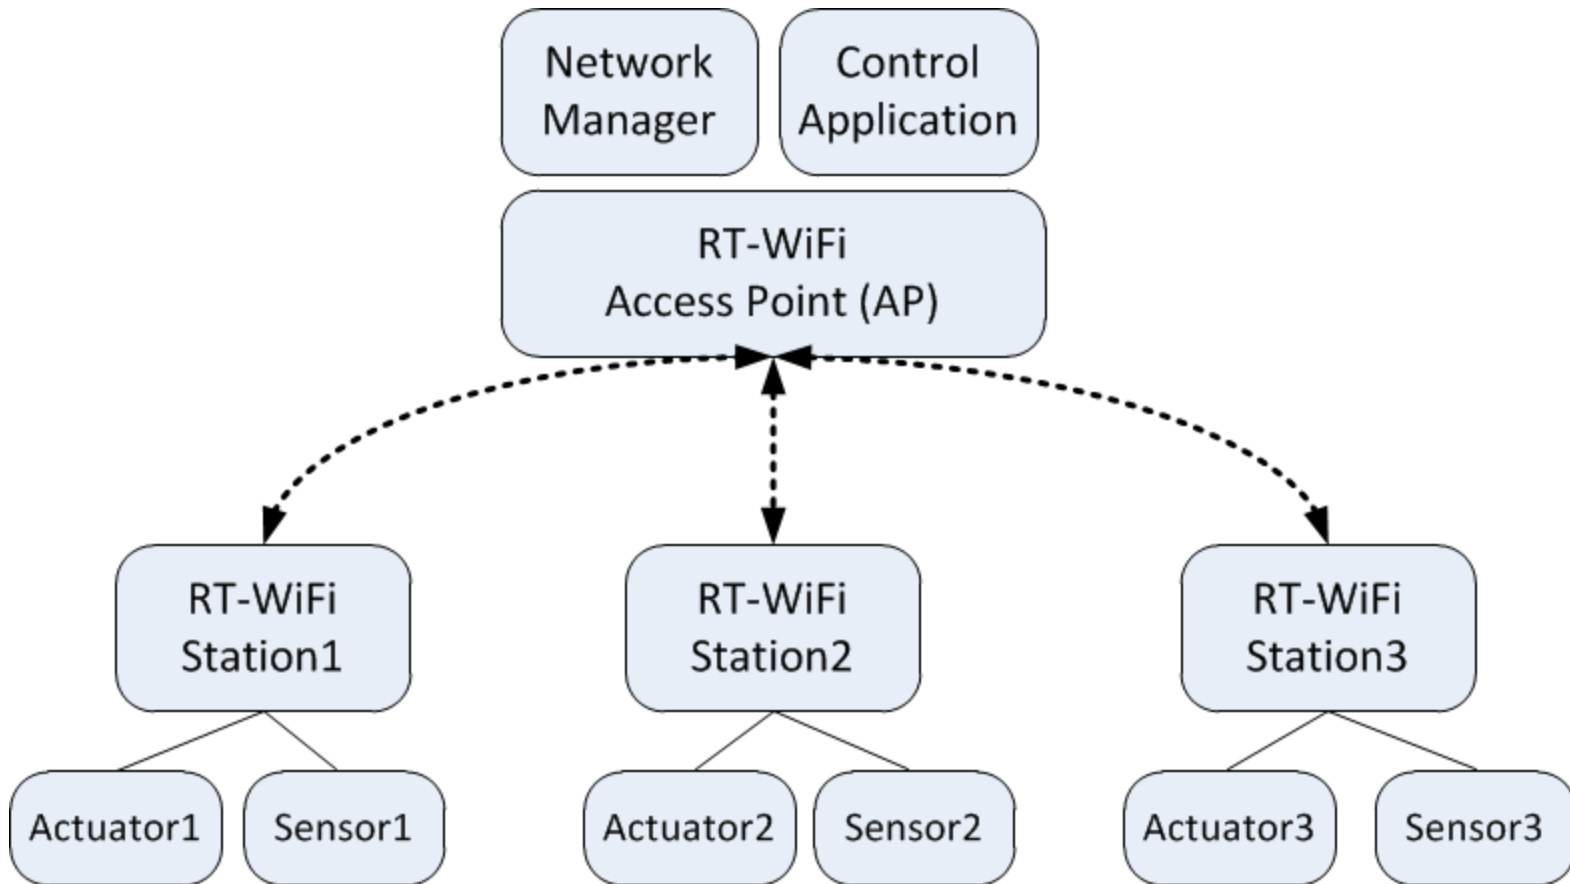 Network
Manager
Control
Application
RT-WiFi
Access Point (AP)
RT-WiFi
Station1
RT-WiFi
Station2
RT-WiFi
Station3
Actuator1
Sensor1
Actuator2
Sensor2
Actuator3
Sensor3